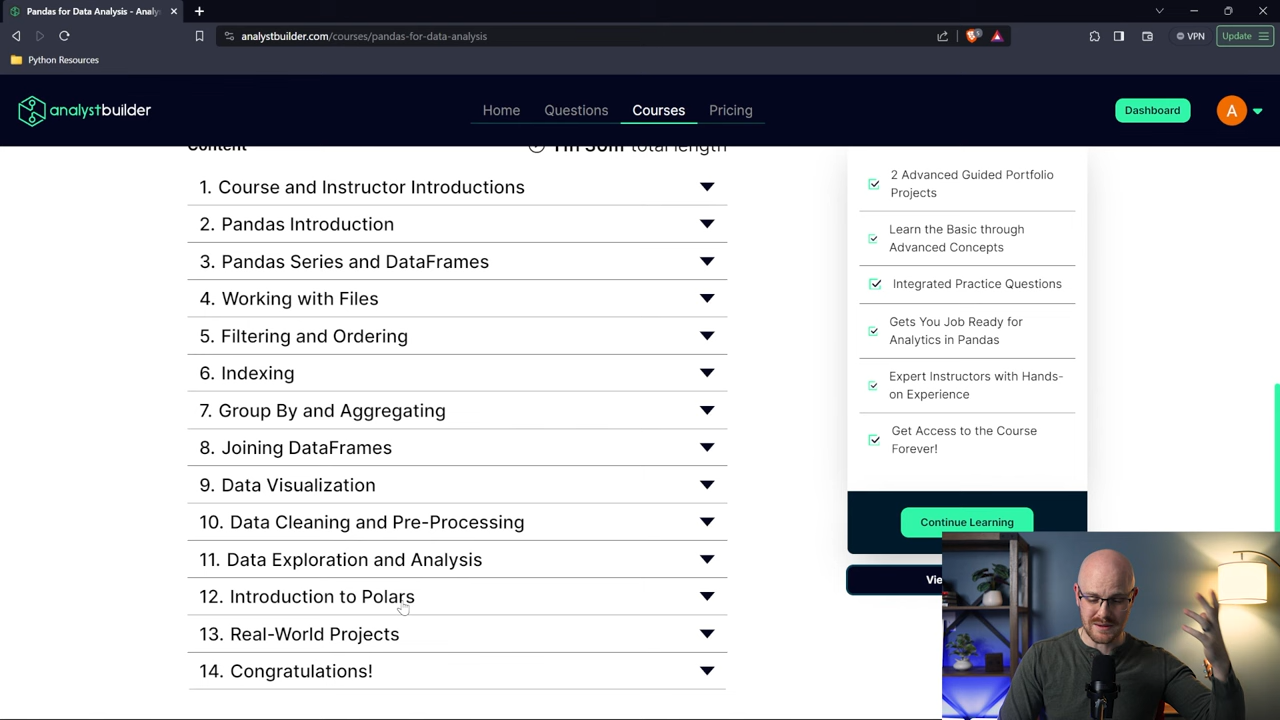 Pandas for Data Analysis - Analy
analystbuilder.com/courses/pandas-for-data-analysis
VPN
Update
Python Resources
analystbuilder
Home
Questions
Courses
Pricing
Dashboard
A
Content
11h 30m total length
1. Course and Instructor Introductions
2. Pandas Introduction
3. Pandas Series and DataFrames
4. Working with Files
5. Filtering and Ordering
6. Indexing
7. Group By and Aggregating
8. Joining DataFrames
9. Data Visualization
10. Data Cleaning and Pre-Processing
11. Data Exploration and Analysis
12. Introduction to Polars
13. Real-World Projects
14. Congratulations!
2 Advanced Guided Portfolio
Projects
Learn the Basic through
Advanced Concepts
Integrated Practice Questions
Gets You Job Ready for
Analytics in Pandas
Expert Instructors with Hands-
on Experience
Get Access to the Course
Forever!
Continue Learning